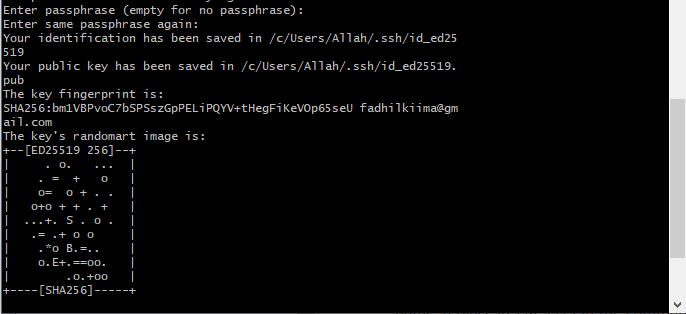 Enter passphrase (empty for no passphrase):
Enter same passphrase again:
Your identification has been saved in /c/Users/Allah/.ssh/id_ed25
519
Your public key has been saved in /c/Users/Allah/.ssh/id_ed25519.
pub
The key fingerprint is:
SHA256:bm1VBPvoC7bSPSszGpPELiPQYV+tHegFiKeVOp65seU fadhilkiima@gm
ail.com
The key's randomart image is:
+--[ED25519 256]--+
|     . o.   ...  |
|    . =  +   o   |
|    o=  o + . .  |
|   o+o + + . +   |
|  ...+. S . o .  |
|   .= .+ o o     |
|    .*o B.=..    |
|    o.E+.==oo.   |
|       .o.+oo    |
+----[SHA256]-----+